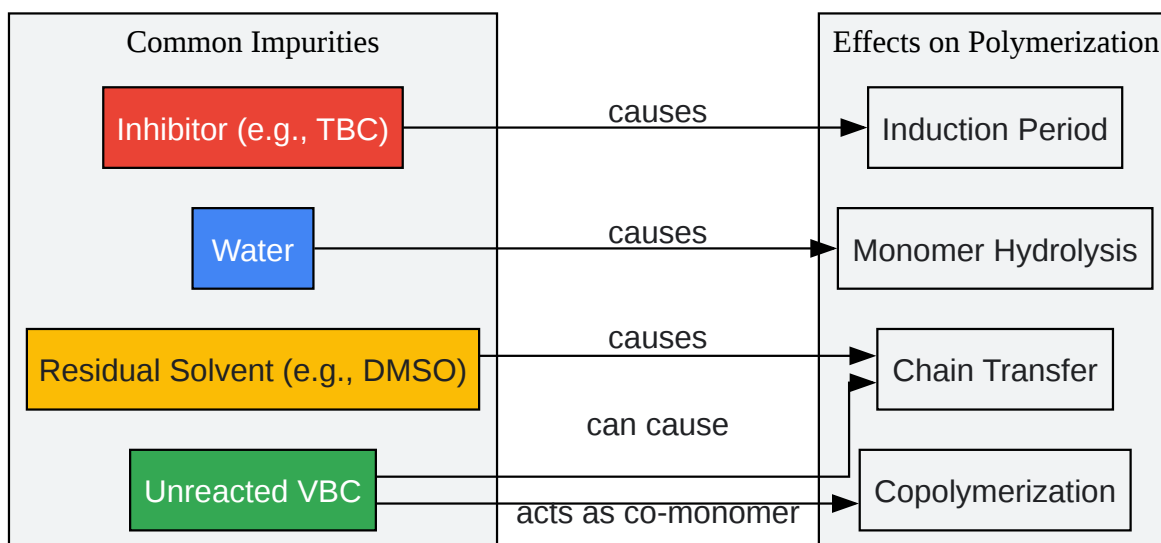 Common Impurities
Effects on Polymerization
Inhibitor (e.g., TBC)
causes
Induction Period
Water
causes
Monomer Hydrolysis
Residual Solvent (e.g., DMSO)
causes
Chain Transfer
can cause
Unreacted VBC
acts as co-monomer
Copolymerization